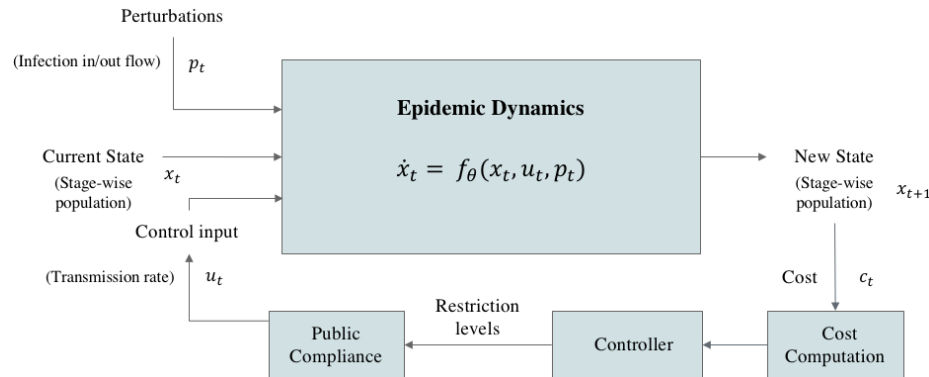 Perturbations
(Infection in/out flow)
p_t
Epidemic Dynamics
ẋ_t = f_θ(x_t, u_t, p_t)
Current State
x_t
(Stage-wise
population)
Control input
(Transmission rate)
u_t
New State
(Stage-wise
population)
x_{t+1}
Cost
c_t
Restriction
levels
Public
Compliance
Controller
Cost
Computation